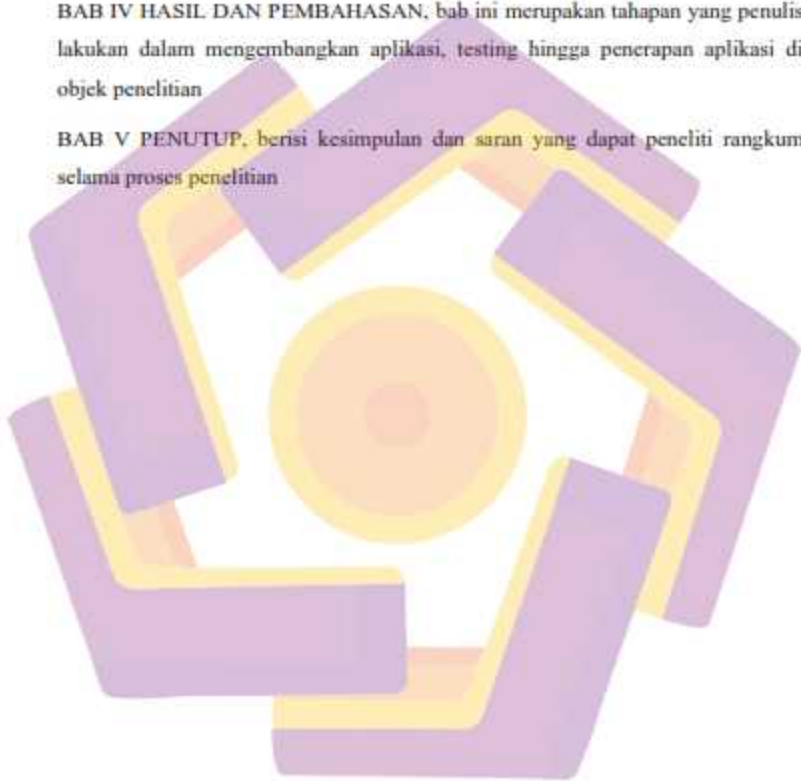 BAB IV HASIL DAN PEMBAHASAN, bab ini merupakan tahapan yang penulis
lakukan dalam mengembangkan aplikasi, testing hingga penerapan aplikasi di
objek penelitian
BAB V PENUTUP, berisi kesimpulan dan saran yang dapat peneliti rangkum
selama proses penelitian